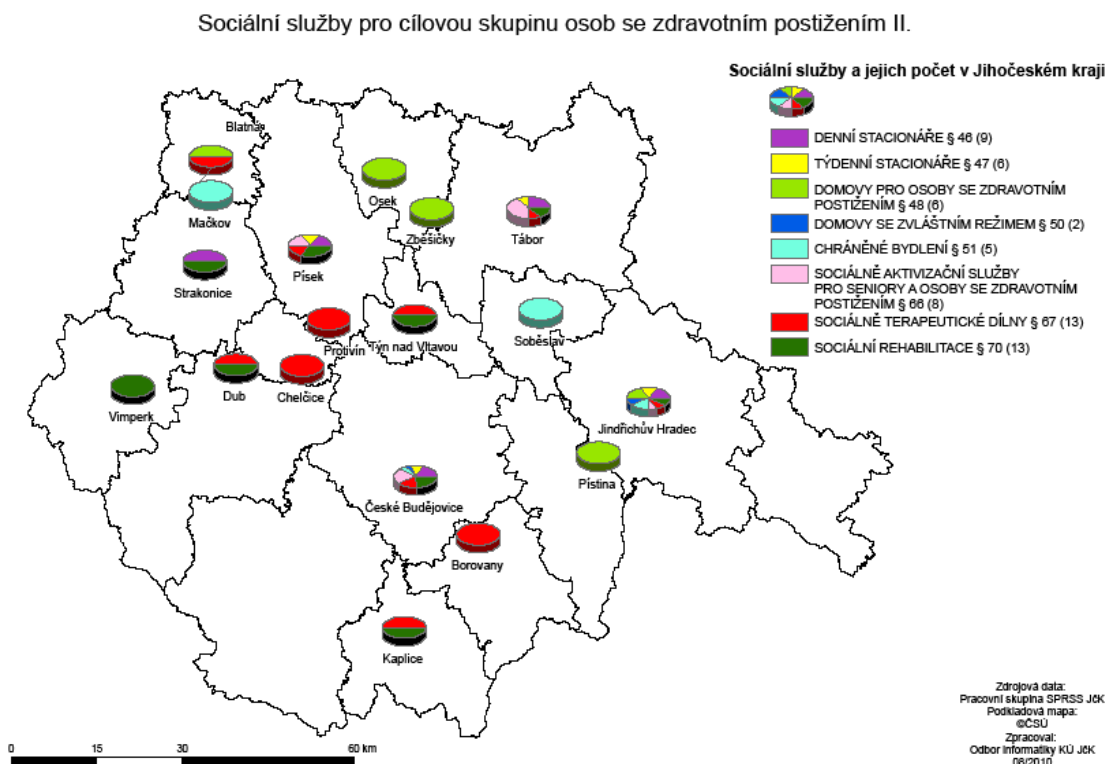 Sociální služby pro cílovou skupinu osob se zdravotním postižením II.
Sociální služby a jejich počet v Jihočeském kraji
DENNÍ STACIONÁŘE § 46 (9)
TÝDENNÍ STACIONÁŘE § 47 (6)
DOMOVY PRO OSOBY SE ZDRAVOTNÍM
POSTIŽENÍM § 48 (6)
DOMOVY SE ZVLÁŠTNÍM REŽIMEM § 50 (2)
CHRÁNĚNÉ BYDLENÍ § 51 (5)
SOCIÁLNĚ AKTIVIZAČNÍ SLUŽBY
PRO SENIORY A OSOBY SE ZDRAVOTNÍM
POSTIŽENÍM § 66 (8)
SOCIÁLNĚ TERAPEUTICKÉ DÍLNY § 67 (13)
SOCIÁLNÍ REHABILITACE § 70 (13)
Blatná
Mačkov
Osek
Zběšičky
Tábor
Strakonice
Písek
Protivín
Týn nad Vltavou
Soběslav
Vimperk
Dub
Chelčice
Jindřichův Hradec
Pístina
České Budějovice
Borovany
Kaplice
0 15 30 60 km
Zdrojová data:
Pracovní skupina SPRSS JčK
Podkladová mapa:
©ČSÚ
Zpracoval:
Odbor informatiky KÚ JčK
06/2010